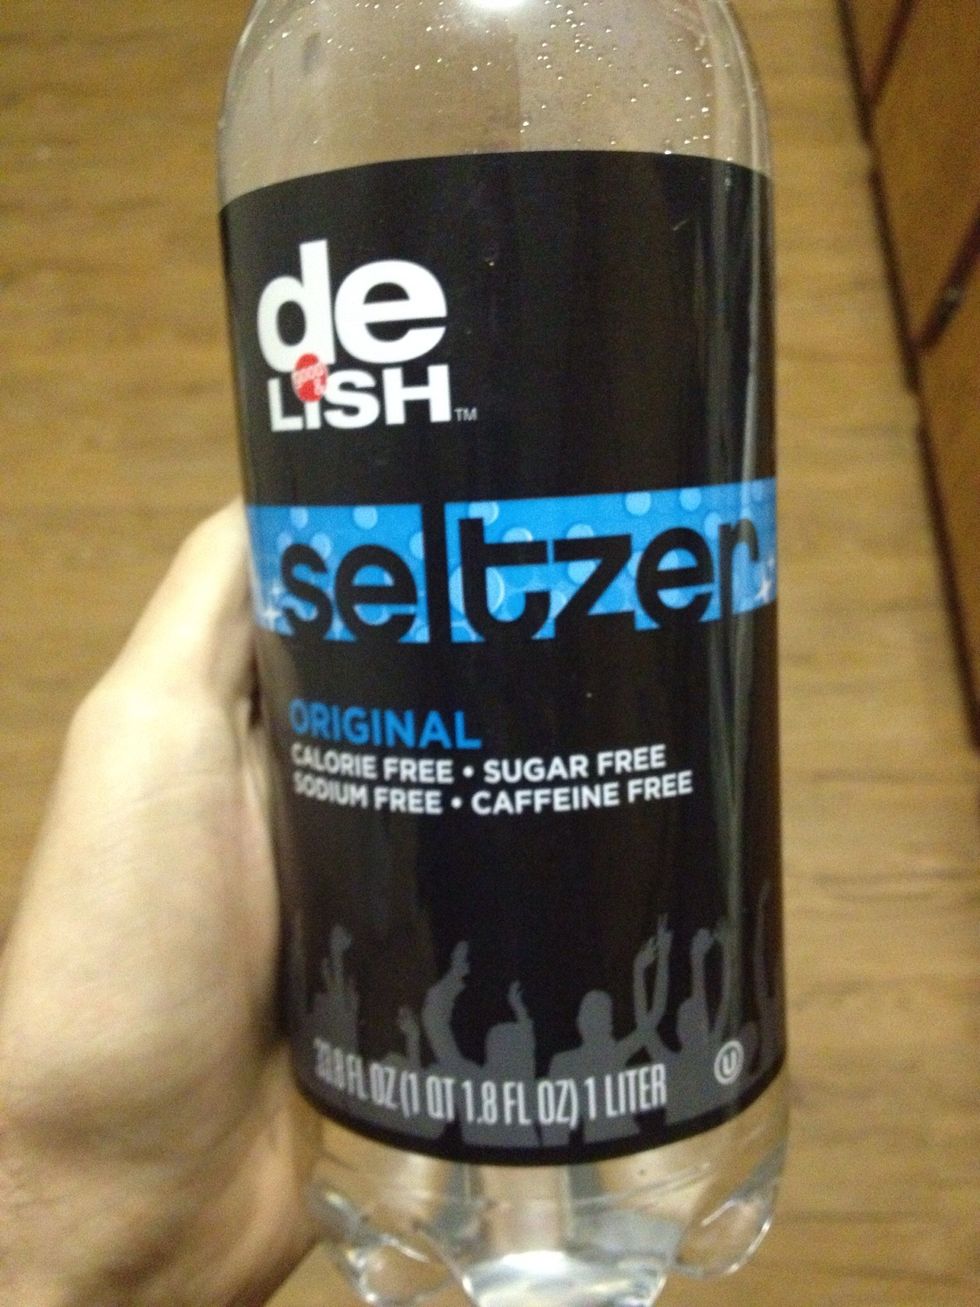 de
LISH™
seltzer
ORIGINAL
CALORIE FREE • SUGAR FREE
SODIUM FREE • CAFFEINE FREE
33.8 FL OZ (1 QT 1.8 FL OZ) 1 LITER
U